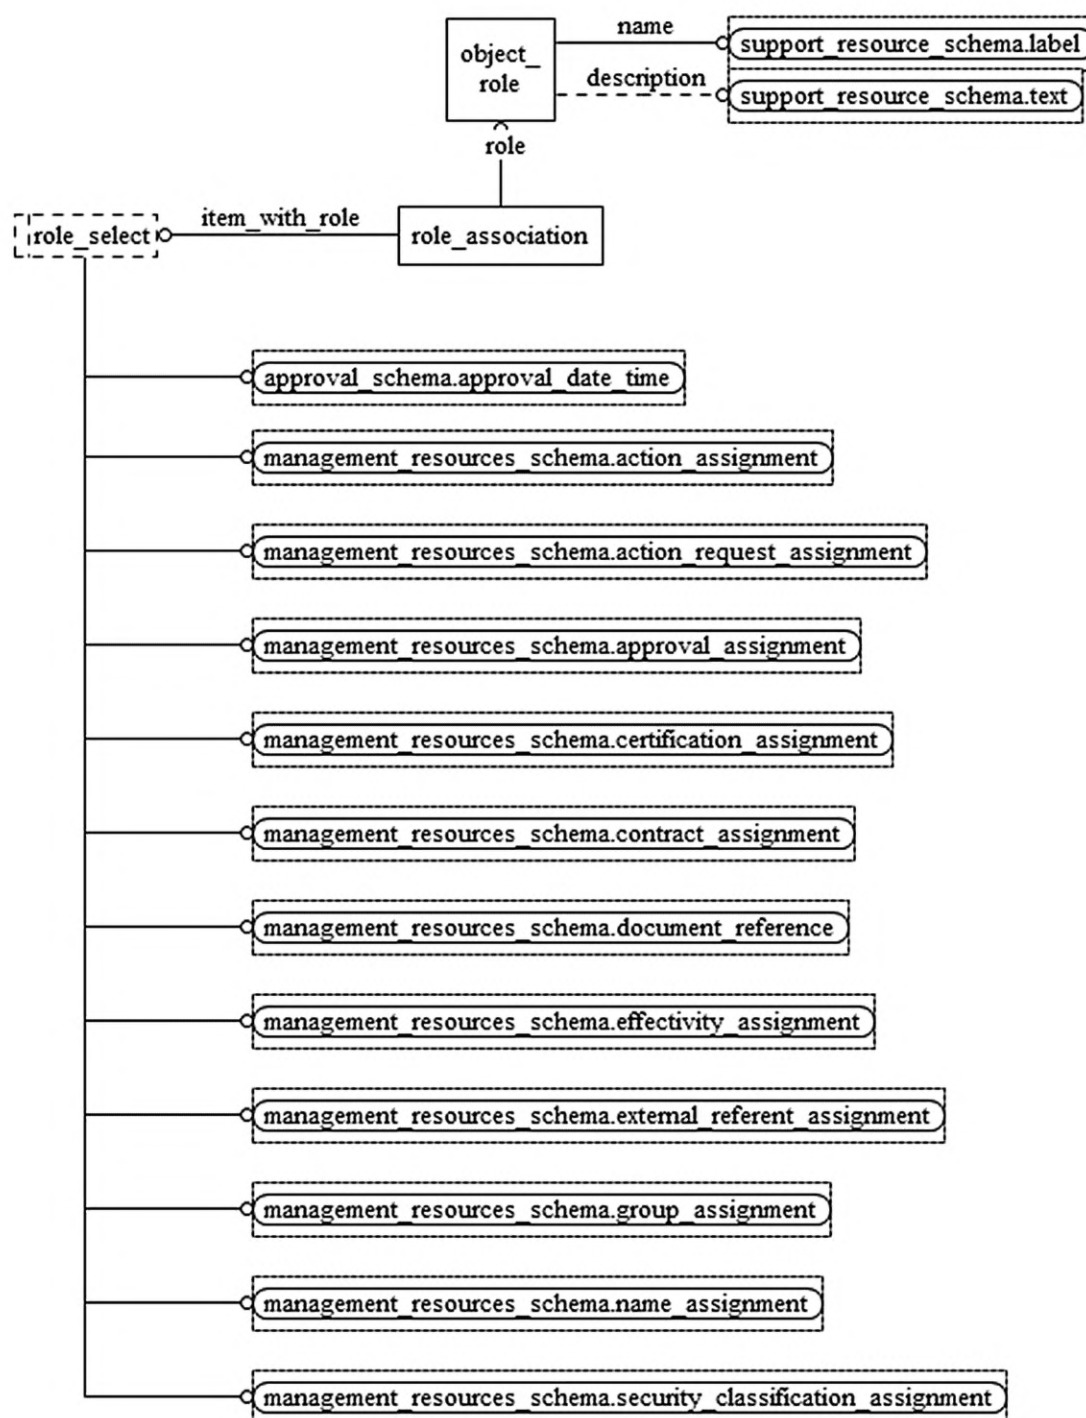 name
support_resource_schema.label
object_
role
description
support_resource_schema.text
role
item_with_role
role_select
role_association
approval_schema.approval_date_time
management_resources_schema.action_assignment
management_resources_schema.action_request_assignment
management_resources_schema.approval_assignment
management_resources_schema.certification_assignment
management_resources_schema.contract_assignment
management_resources_schema.document_reference
management_resources_schema.effectivity_assignment
management_resources_schema.external_referent_assignment
management_resources_schema.group_assignment
management_resources_schema.name_assignment
management_resources_schema.security_classification_assignment